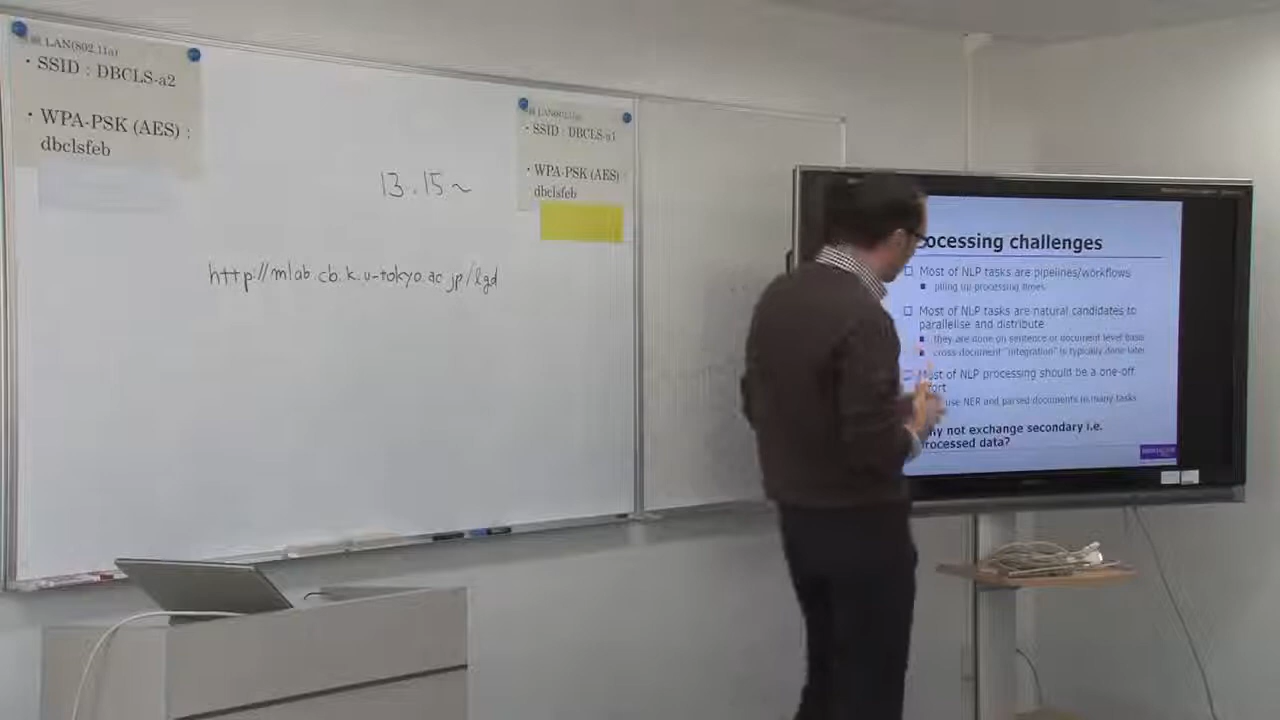 LAN(802.11a)
・SSID : DBCLS-a2
・WPA-PSK (AES) :
dbclsfeb
・SSID : DBCLS-a1
・WPA-PSK (AES) :
dbclsfeb
13.15~
http://mlab.cb.k.u-tokyo.ac.jp/lgd
ocessing challenges
Most of NLP tasks are pipelines/workflows
piling up processing times
Most of NLP tasks are natural candidates to
parallelise and distribute
they are done on sentence or document level basis
cross-document "integration" is typically done later
Most of NLP processing should be a one-off
fort
use NER and parsed documents in many tasks
hy not exchange secondary i.e.
rocessed data?